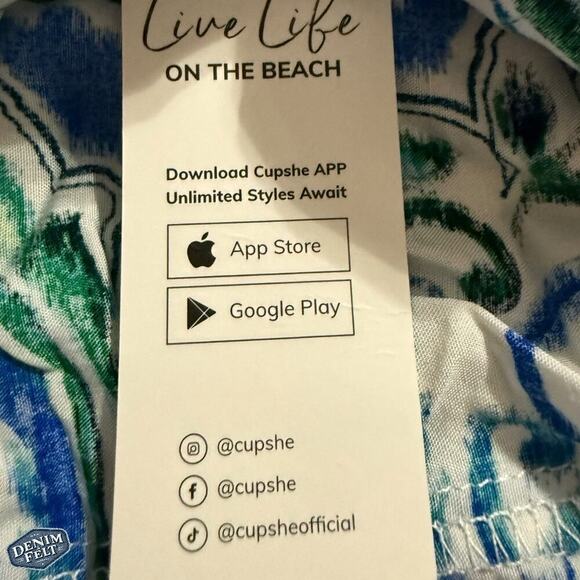 Live Life
ON THE BEACH
Download Cupshe APP
Unlimited Styles Await
App Store
Google Play
@cupshe
@cupshe
@cupsheofficial
DENIM
& FELT